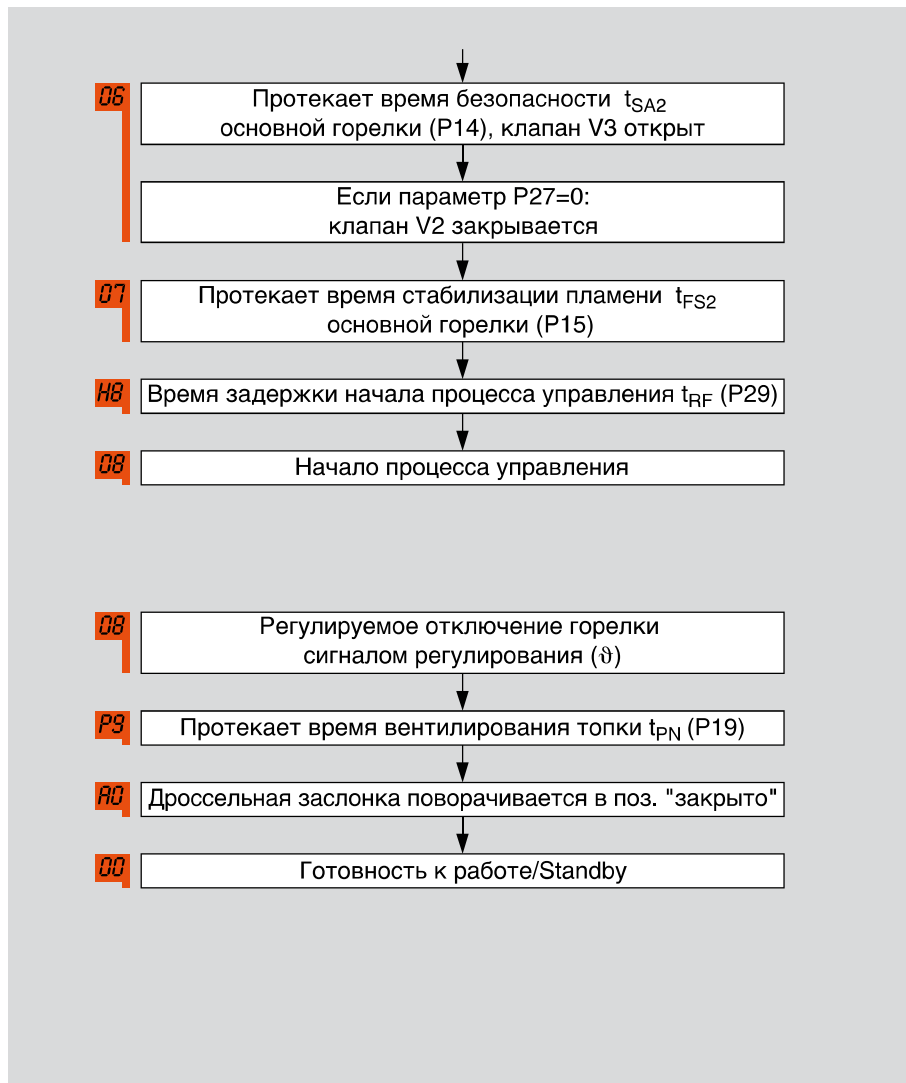 06
Протекает время безопасности tSA2
основной горелки (P14), клапан V3 открыт
Если параметр P27=0:
клапан V2 закрывается
07
Протекает время стабилизации пламени tFS2
основной горелки (P15)
H8 Время задержки начала процесса управления tRF (P29)
08 Начало процесса управления
08
Регулируемое отключение горелки
сигналом регулирования (ϑ)
P9 Протекает время вентилирования топки tPN (P19)
A0 Дроссельная заслонка поворачивается в поз. "закрыто"
00 Готовность к работе/Standby